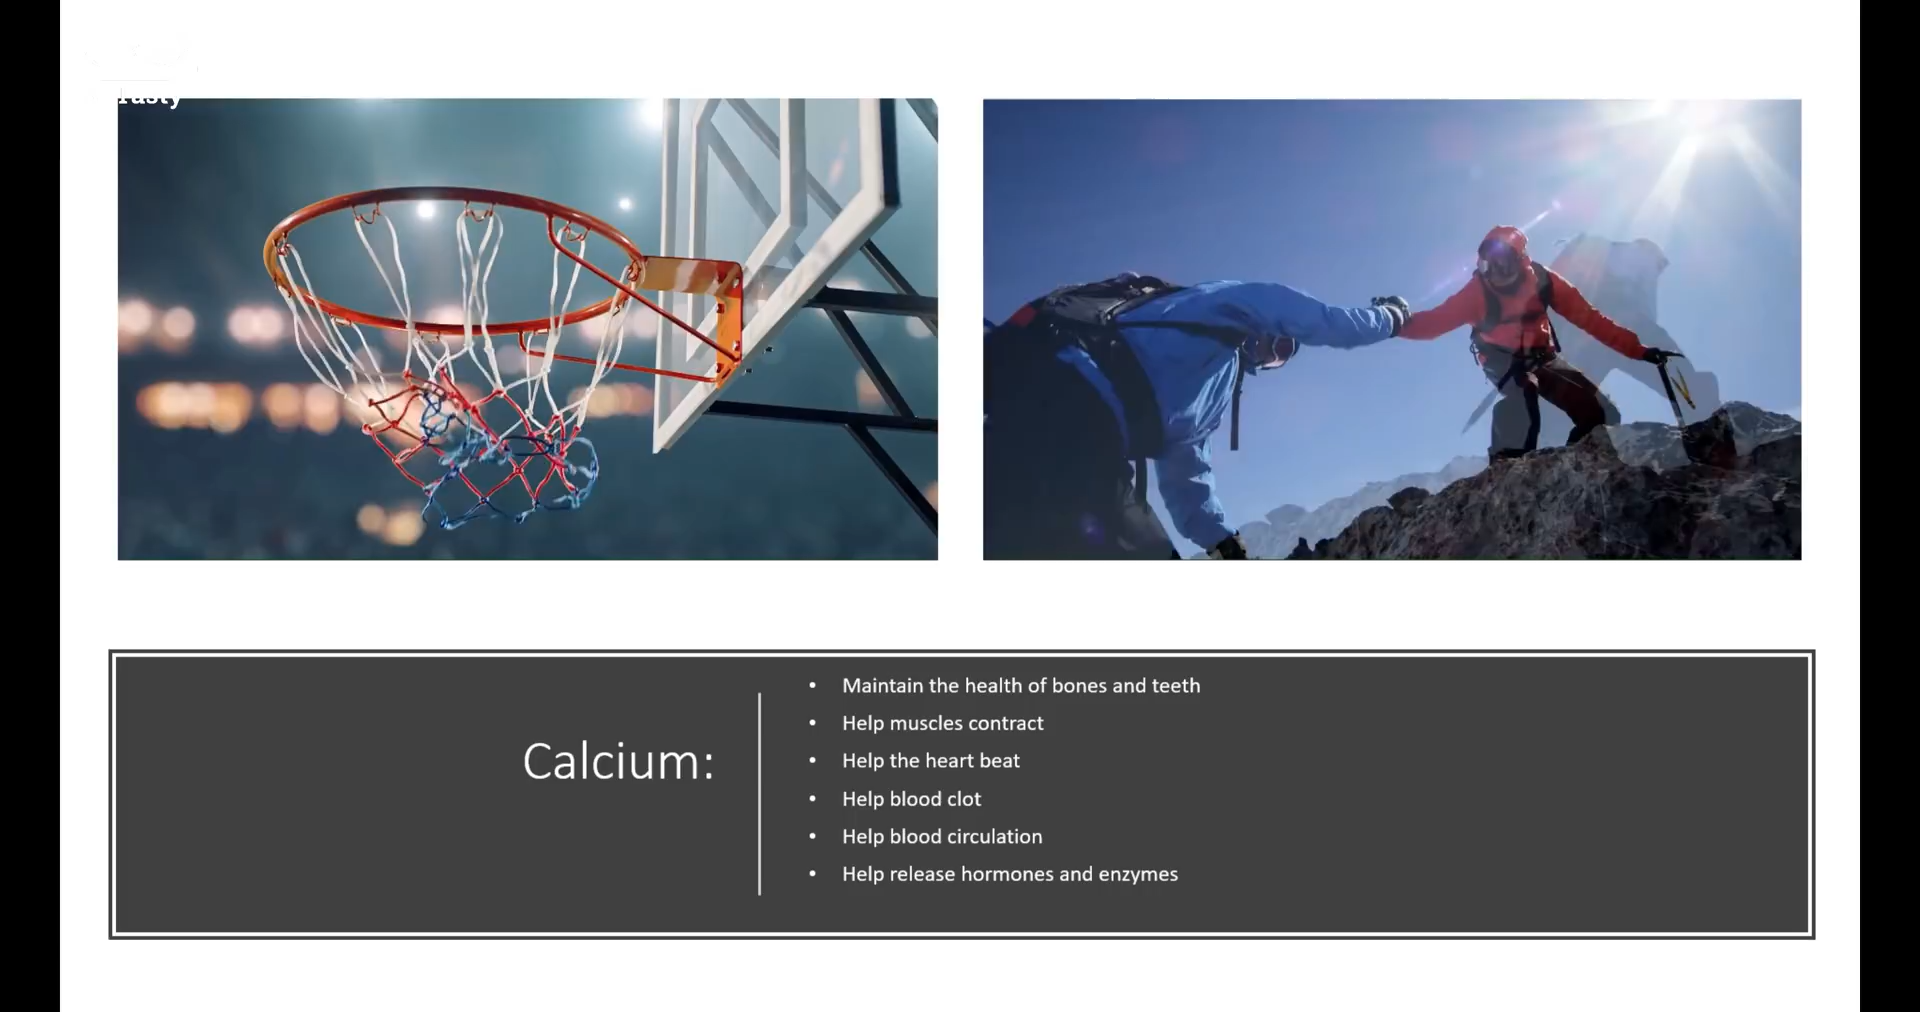 Tasty
Calcium:
• Maintain the health of bones and teeth
• Help muscles contract
• Help the heart beat
• Help blood clot
• Help blood circulation
• Help release hormones and enzymes